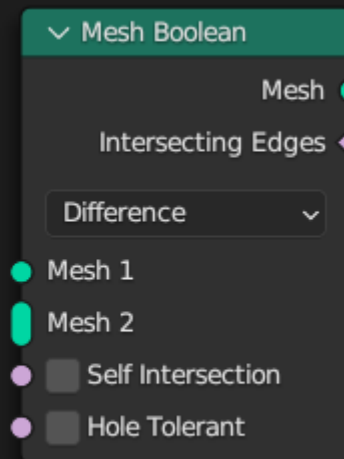 Mesh Boolean
Mesh
Intersecting Edges
Difference
Mesh 1
Mesh 2
Self Intersection
Hole Tolerant